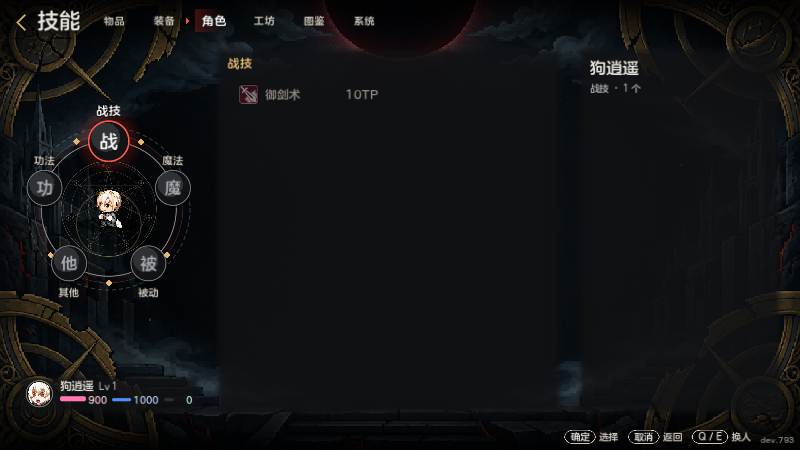 技能 物品 装备 角色 工坊 图鉴 系统
战技
御剑术 10TP
狗逍遥
战技 · 1个
战技
战
功法
功
魔法
魔
他
其他
被
被动
狗逍遥 Lv1
900 1000 0
确定 选择 取消 返回 Q / E 换人
dev.793